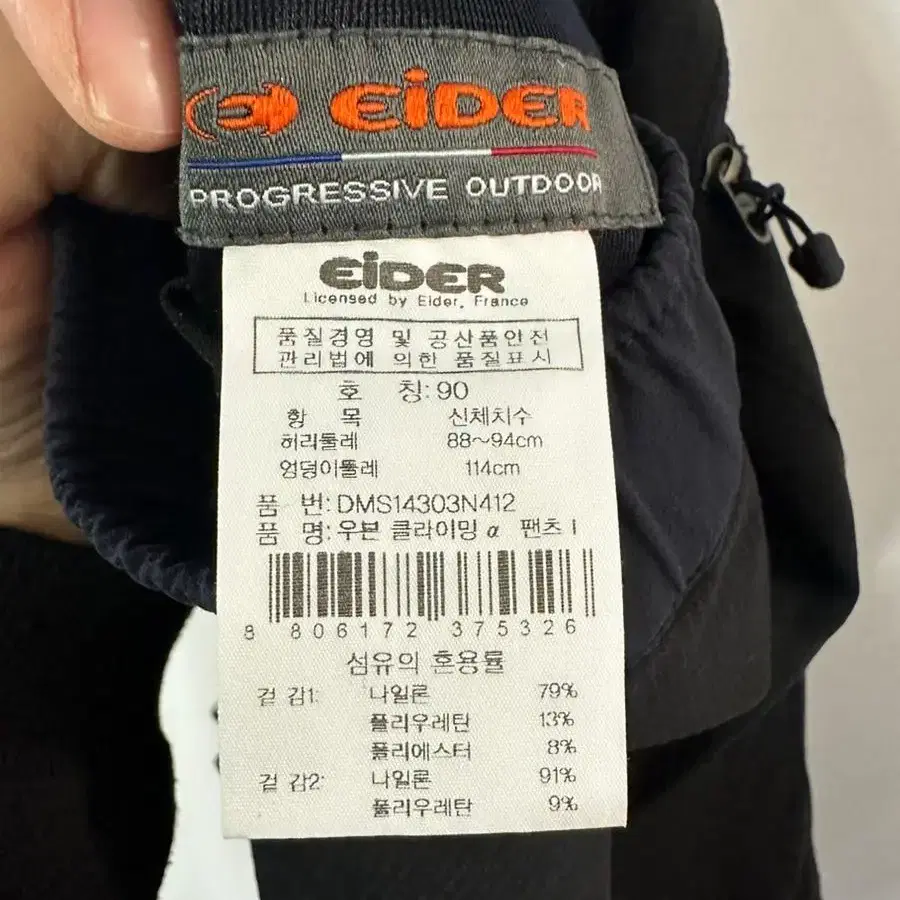 EiDER
PROGRESSIVE OUTDOOR
EiDER
Licensed by Eider, France
품질경영 및 공산품안전
관리법에 의한 품질표시
호 칭: 90
항 목 신체치수
허리둘레 88~94cm
엉덩이둘레 114cm
품 번: DMS14303N412
품 명: 우븐 클라이밍 α 팬츠 I
8 806172 375326
섬유의 혼용률
겉 감1: 나일론 79%
폴리우레탄 13%
폴리에스터 8%
겉 감2: 나일론 91%
폴리우레탄 9%